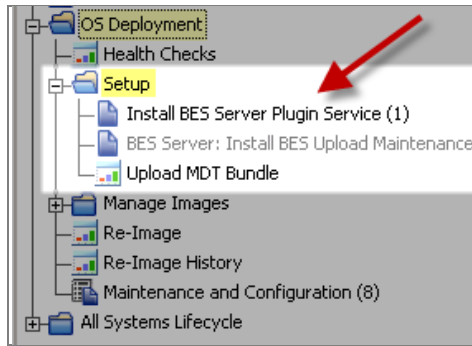 OS Deployment
Health Checks
Setup
Install BES Server Plugin Service (1)
BES Server: Install BES Upload Maintenance
Upload MDT Bundle
Manage Images
Re-Image
Re-Image History
Maintenance and Configuration (8)
All Systems Lifecycle